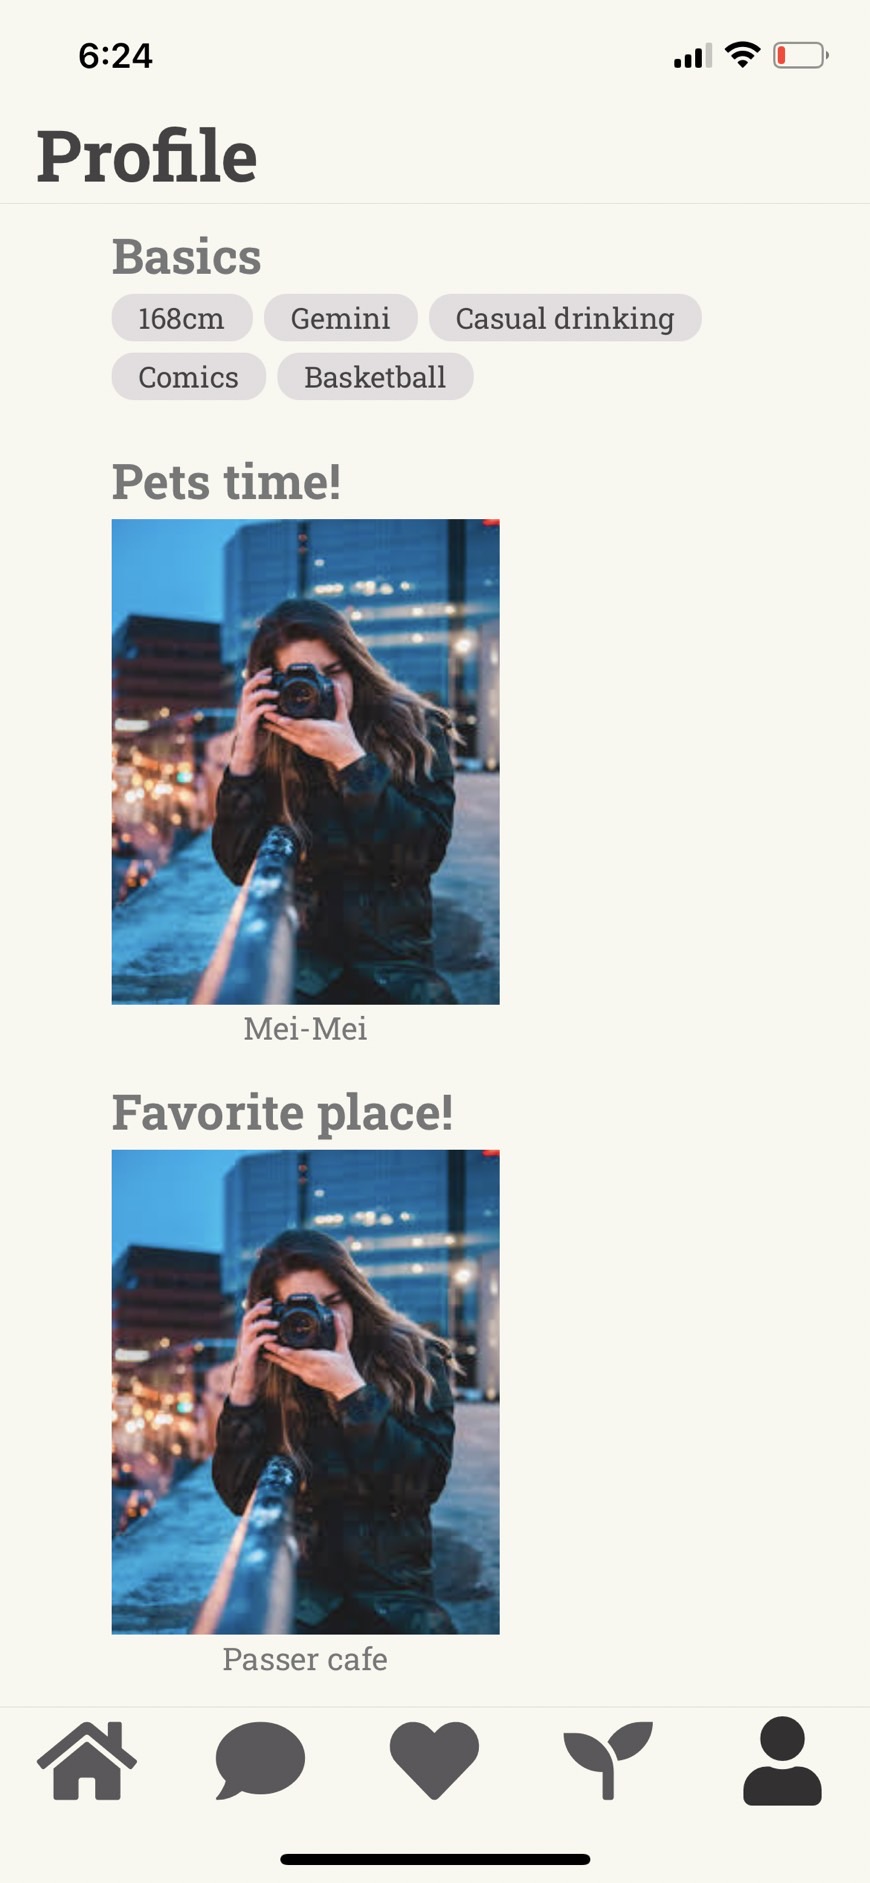 6:24
Profile
Basics
168cm Gemini Casual drinking
Comics Basketball
Pets time!
Mei-Mei
Favorite place!
Passer cafe